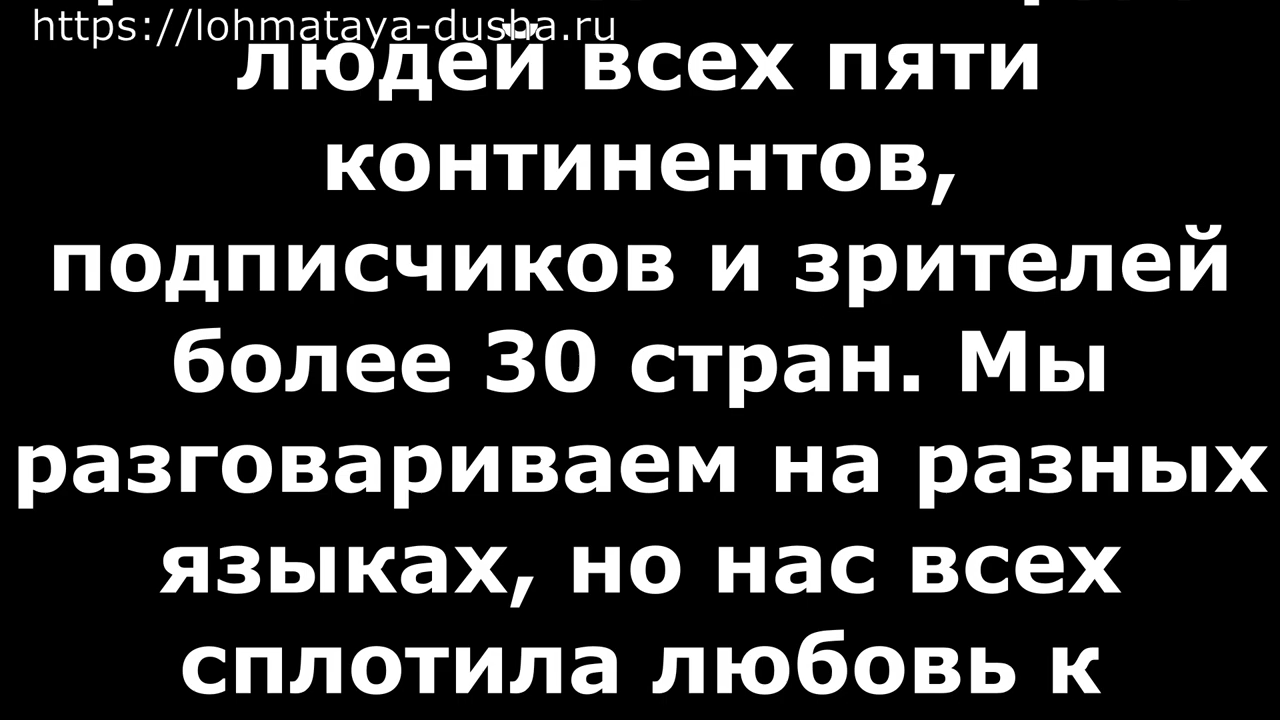 https://lohmataya-dusha.ru
людей всех пяти
континентов,
подписчиков и зрителей
более 30 стран. Мы
разговариваем на разных
языках, но нас всех
сплотила любовь к